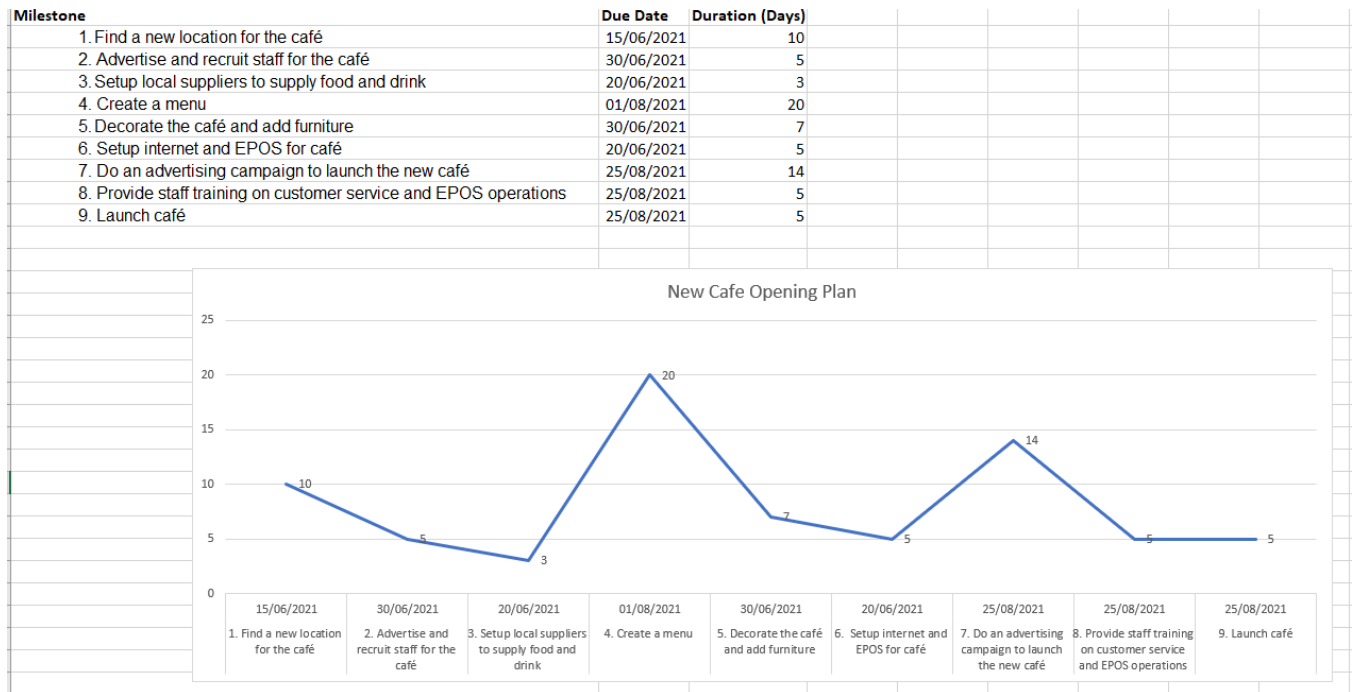 Milestone Due Date Duration (Days)
1. Find a new location for the café 15/06/2021 10
2. Advertise and recruit staff for the café 30/06/2021 5
3. Setup local suppliers to supply food and drink 20/06/2021 3
4. Create a menu 01/08/2021 20
5. Decorate the café and add furniture 30/06/2021 7
6. Setup internet and EPOS for café 20/06/2021 5
7. Do an advertising campaign to launch the new café 25/08/2021 14
8. Provide staff training on customer service and EPOS operations 25/08/2021 5
9. Launch café 25/08/2021 5
New Cafe Opening Plan
25
20
15
10
5
0
10
5
3
20
7
5
14
5
5
15/06/2021 30/06/2021 20/06/2021 01/08/2021 30/06/2021 20/06/2021 25/08/2021 25/08/2021 25/08/2021
1. Find a new location
for the café
2. Advertise and
recruit staff for the
café
3. Setup local suppliers
to supply food and
drink
4. Create a menu
5. Decorate the café
and add furniture
6. Setup internet and
EPOS for café
7. Do an advertising
campaign to launch
the new café
8. Provide staff training
on customer service
and EPOS operations
9. Launch café